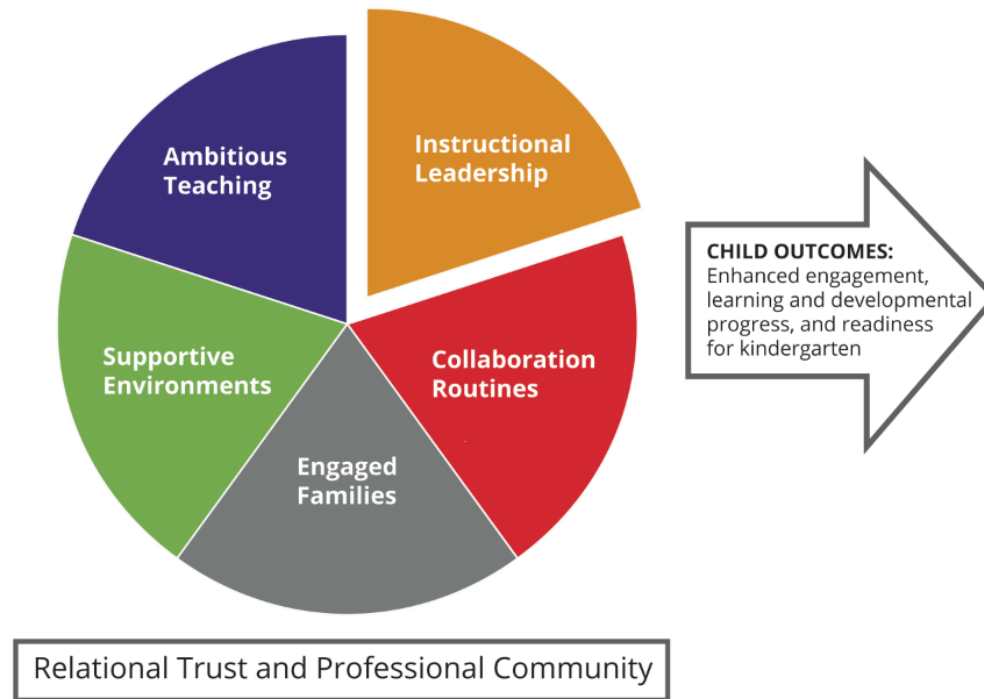 Ambitious
Teaching
Instructional
Leadership
Supportive
Environments
Collaboration
Routines
Engaged
Families
CHILD OUTCOMES:
Enhanced engagement,
learning and developmental
progress, and readiness
for kindergarten
Relational Trust and Professional Community